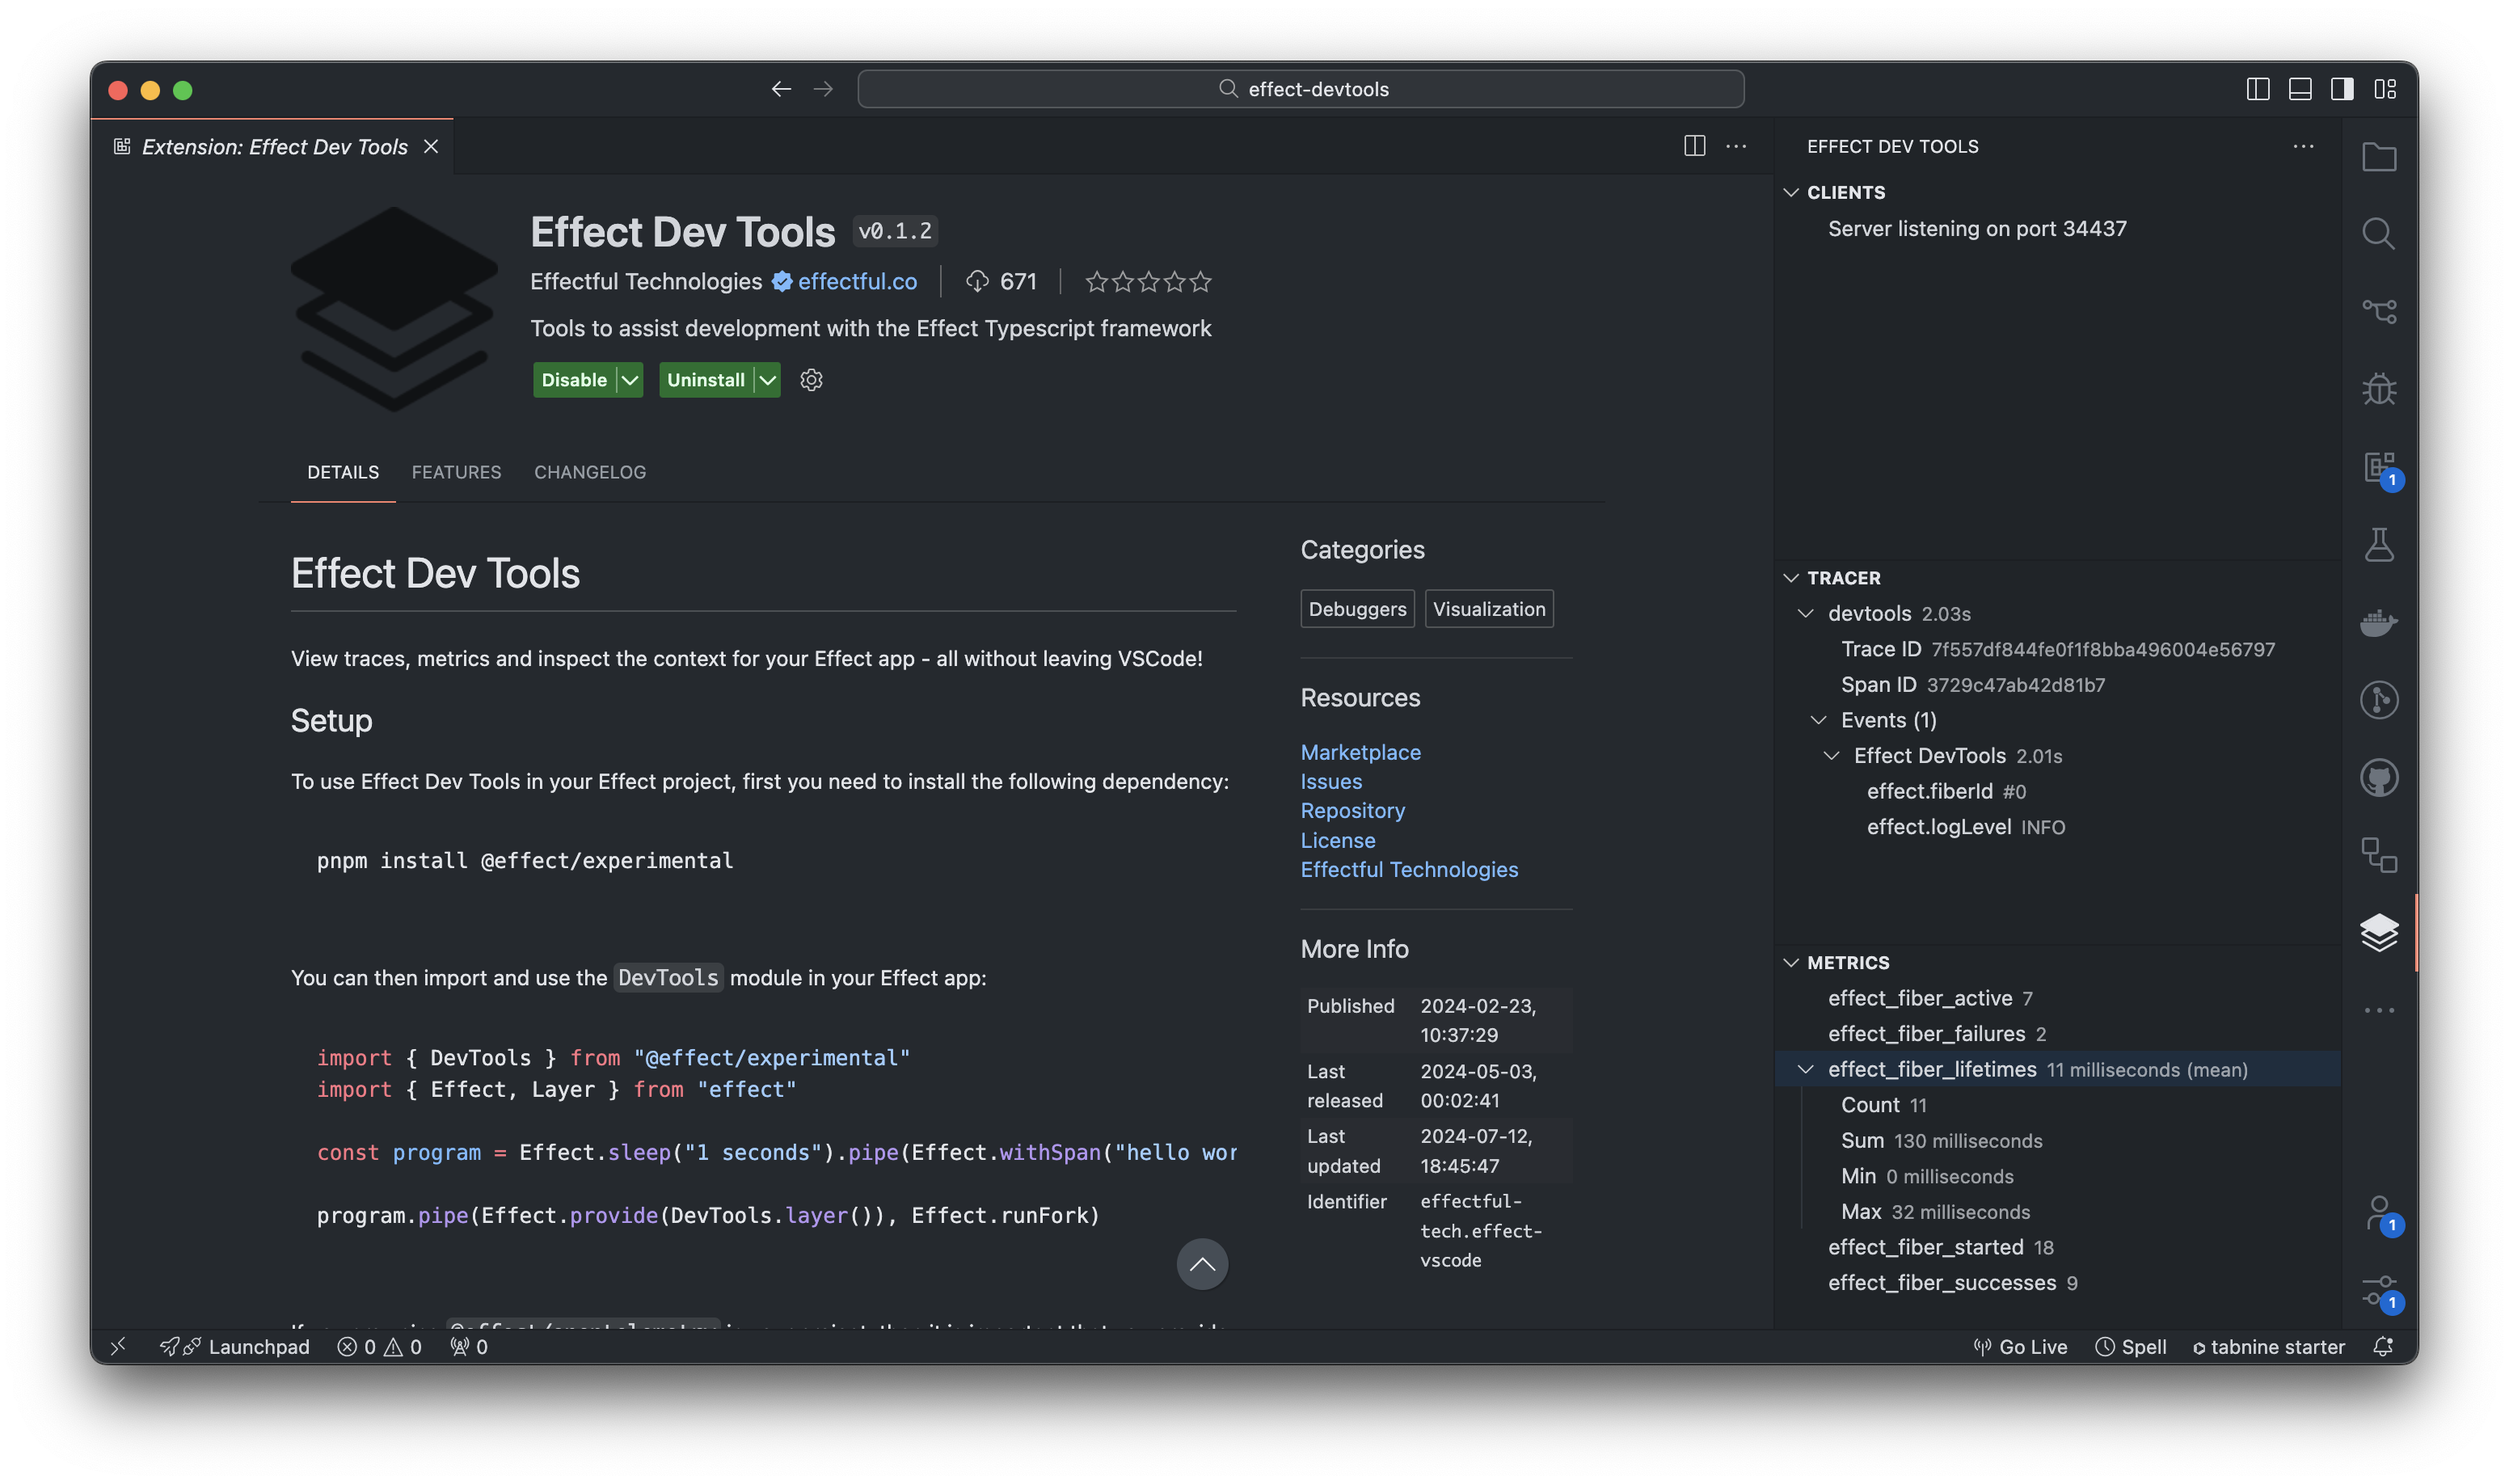 effect-devtools
Extension: Effect Dev Tools
Effect Dev Tools v0.1.2
Effectful Technologies effectful.co 671
Tools to assist development with the Effect Typescript framework
Disable Uninstall
DETAILS FEATURES CHANGELOG
Effect Dev Tools
View traces, metrics and inspect the context for your Effect app - all without leaving VSCode!
Setup
To use Effect Dev Tools in your Effect project, first you need to install the following dependency:
pnpm install @effect/experimental
You can then import and use the DevTools module in your Effect app:
import { DevTools } from "@effect/experimental"
import { Effect, Layer } from "effect"
const program = Effect.sleep("1 seconds").pipe(Effect.withSpan("hello wor
program.pipe(Effect.provide(DevTools.layer()), Effect.runFork)
Categories
Debuggers Visualization
Resources
Marketplace
Issues
Repository
License
Effectful Technologies
More Info
Published 2024-02-23,
10:37:29
Last 2024-05-03,
released 00:02:41
Last 2024-07-12,
updated 18:45:47
Identifier effectful-
tech.effect-
vscode
EFFECT DEV TOOLS
CLIENTS
Server listening on port 34437
TRACER
devtools 2.03s
Trace ID 7f557df844fe0f1f8bba496004e56797
Span ID 3729c47ab42d81b7
Events (1)
Effect DevTools 2.01s
effect.fiberId #0
effect.logLevel INFO
METRICS
effect_fiber_active 7
effect_fiber_failures 2
effect_fiber_lifetimes 11 milliseconds (mean)
Count 11
Sum 130 milliseconds
Min 0 milliseconds
Max 32 milliseconds
effect_fiber_started 18
effect_fiber_successes 9
1
1
1
Launchpad 0 0 0
Go Live Spell tabnine starter